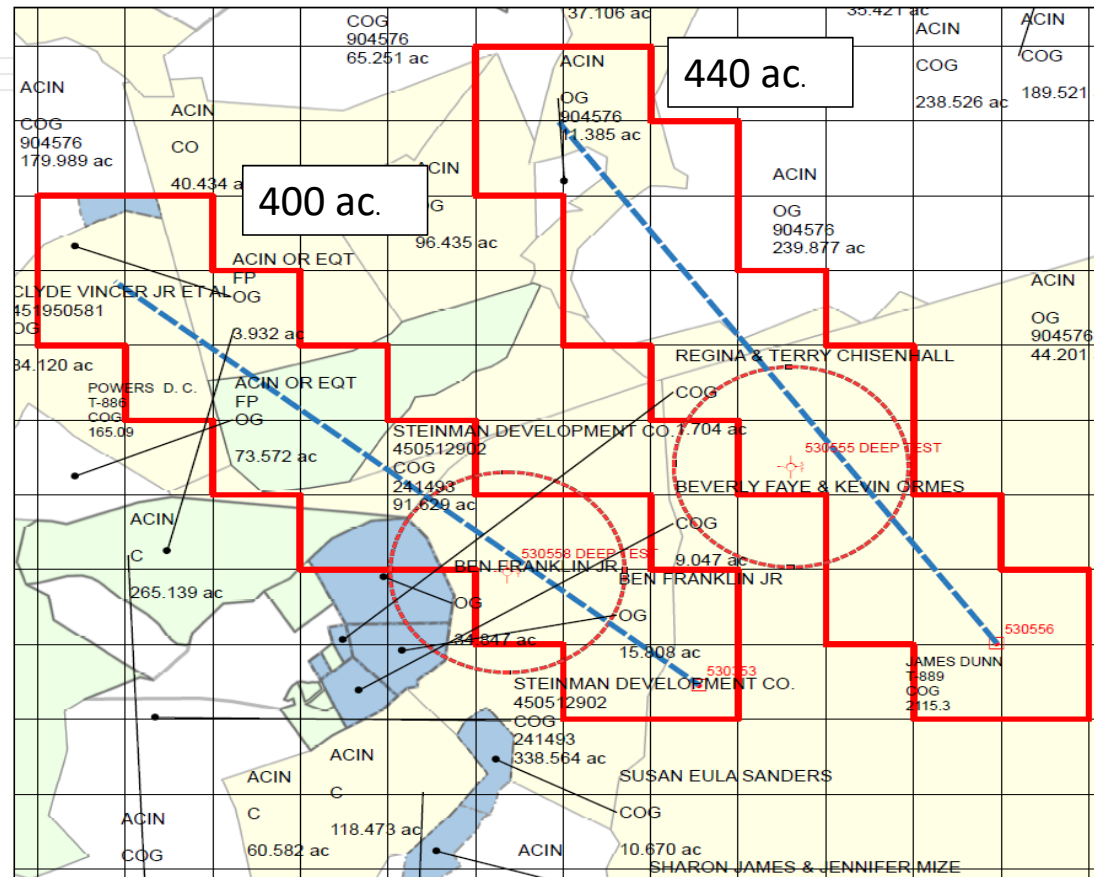 COG
904576
65.251 ac
37.106 ac
35.421 ac
ACIN
COG
238.526 ac
ACIN
COG
189.521
440 ac.
ACIN
OG
904576
11.385 ac
ACIN
COG
904576
179.989 ac
ACIN
CO
40.434 a
400 ac.
ACIN
OG
96.435 ac
ACIN
OG
904576
239.877 ac
ACIN OR EQT
FP
OG
3.932 ac
CLYDE VINCER JR ET AL
451950581
OG
34.120 ac
ACIN
OG
904576
44.201
REGINA & TERRY CHISENHALL
COG
1.704 ac
POWERS D. C.
T-886
COG
165.09
ACIN OR EQT
FP
OG
73.572 ac
STEINMAN DEVELOPMENT CO.
450512902
COG
241493
91.629 ac
530555 DEEP TEST
BEVERLY FAYE & KEVIN ORMES
COG
9.047 ac
ACIN
C
265.139 ac
530558 DEEP TEST
BEN FRANKLIN JR
OG
34.847 ac
BEN FRANKLIN JR
OG
15.808 ac
530353
530556
JAMES DUNN
T-889
COG
2115.3
STEINMAN DEVELOPMENT CO.
450512902
COG
241493
338.564 ac
SUSAN EULA SANDERS
COG
10.670 ac
ACIN
C
118.473 ac
ACIN
C
60.582 ac
ACIN
COG
ACIN
SHARON JAMES & JENNIFER MIZE